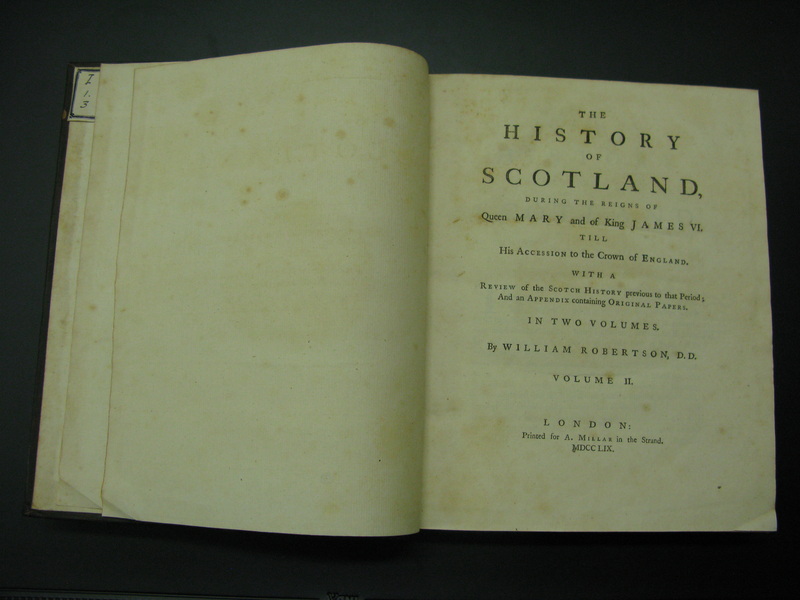 I
1.
3
THE
HISTORY
OF
SCOTLAND,
DURING THE REIGNS OF
Queen MARY and of King JAMES VI.
TILL
His ACCESSION to the Crown of ENGLAND.
WITH A
REVIEW of the SCOTCH HISTORY previous to that Period;
And an APPENDIX containing ORIGINAL PAPERS.
IN TWO VOLUMES.
By WILLIAM ROBERTSON, D.D.
VOLUME II.
LONDON:
Printed for A. MILLAR in the Strand.
MDCCLIX.